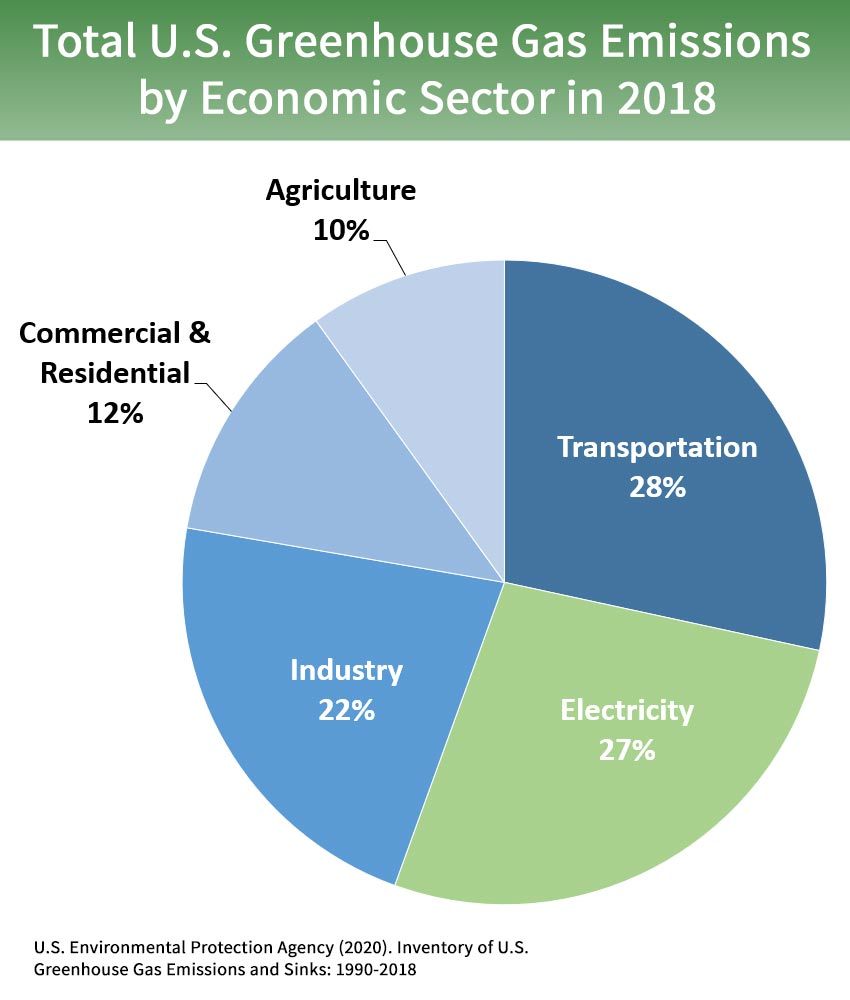 Total U.S. Greenhouse Gas Emissions
by Economic Sector in 2018
Agriculture
10%
Commercial &
Residential
12%
Transportation
28%
Industry
22%
Electricity
27%
U.S. Environmental Protection Agency (2020). Inventory of U.S.
Greenhouse Gas Emissions and Sinks: 1990-2018